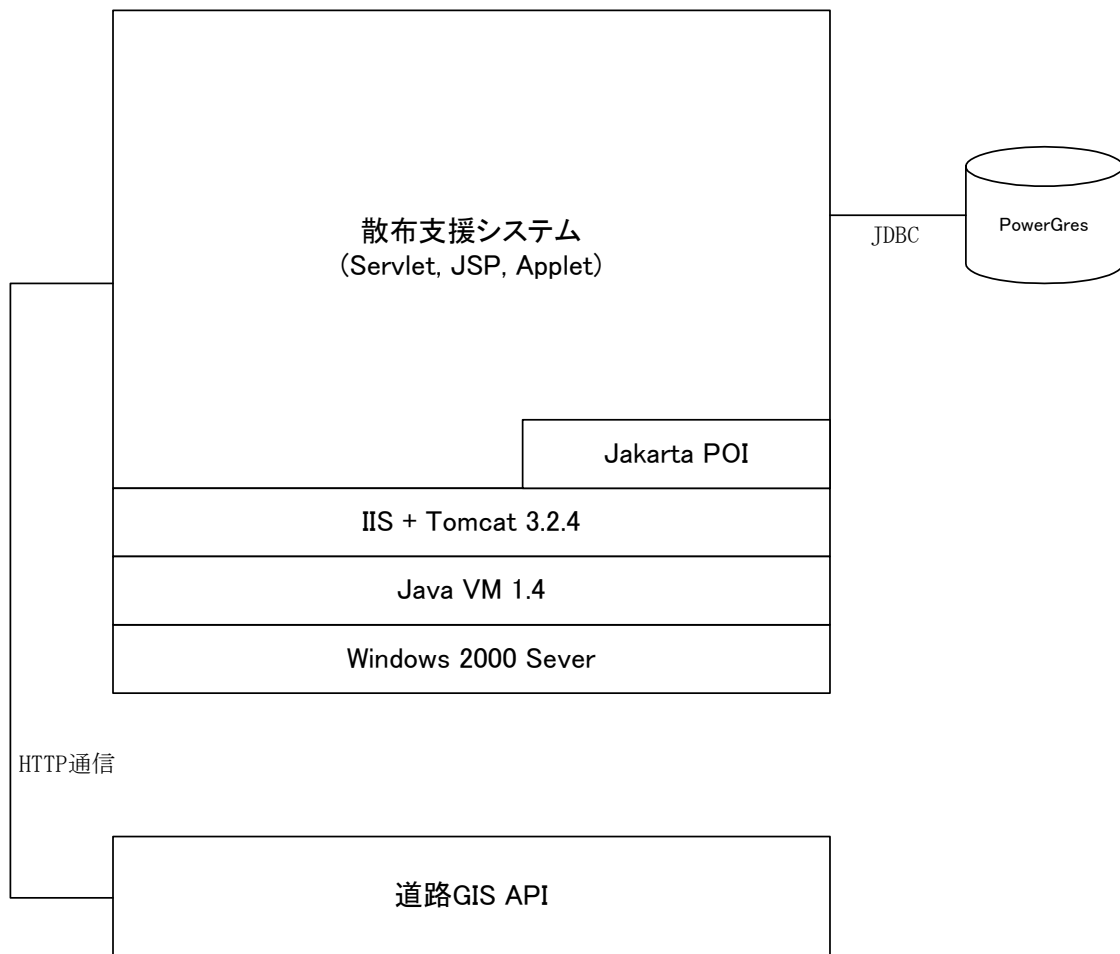 散布支援システム
(Servlet, JSP, Applet)
JDBC
PowerGres
Jakarta POI
IIS + Tomcat 3.2.4
Java VM 1.4
Windows 2000 Sever
HTTP通信
道路GIS API